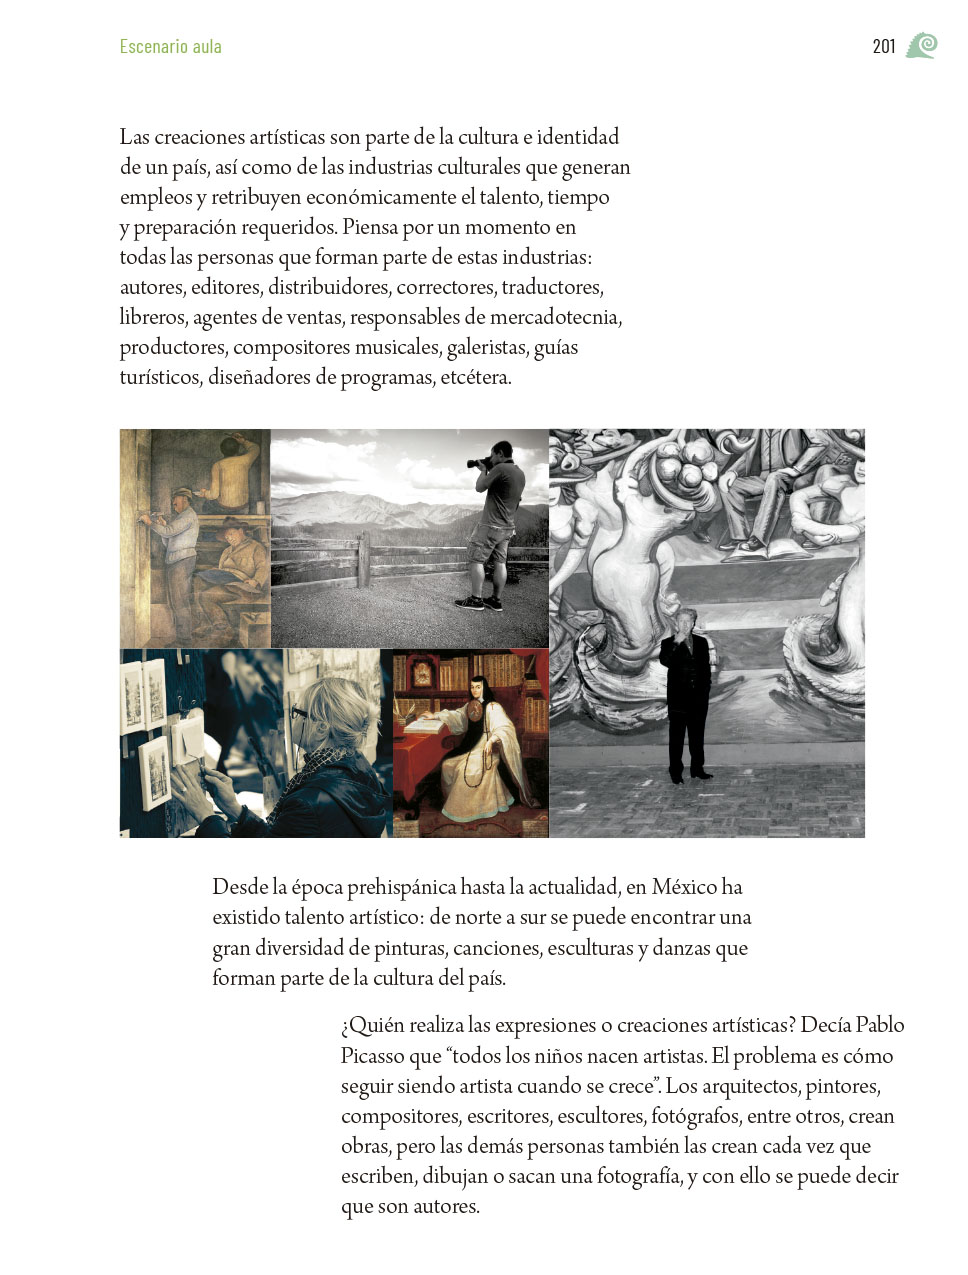 Escenario aula
201
Las creaciones artísticas son parte de la cultura e identidad
de un país, así como de las industrias culturales que generan
empleos y retribuyen económicamente el talento, tiempo
y preparación requeridos. Piensa por un momento en
todas las personas que forman parte de estas industrias:
autores, editores, distribuidores, correctores, traductores,
libreros, agentes de ventas, responsables de mercadotecnia,
productores, compositores musicales, galeristas, guías
turísticos, diseñadores de programas, etcétera.
Desde la época prehispánica hasta la actualidad, en México ha
existido talento artístico: de norte a sur se puede encontrar una
gran diversidad de pinturas, canciones, esculturas y danzas que
forman parte de la cultura del país.
¿Quién realiza las expresiones o creaciones artísticas? Decía Pablo
Picasso que “todos los niños nacen artistas. El problema es cómo
seguir siendo artista cuando se crece”. Los arquitectos, pintores,
compositores, escritores, escultores, fotógrafos, entre otros, crean
obras, pero las demás personas también las crean cada vez que
escriben, dibujan o sacan una fotografía, y con ello se puede decir
que son autores.